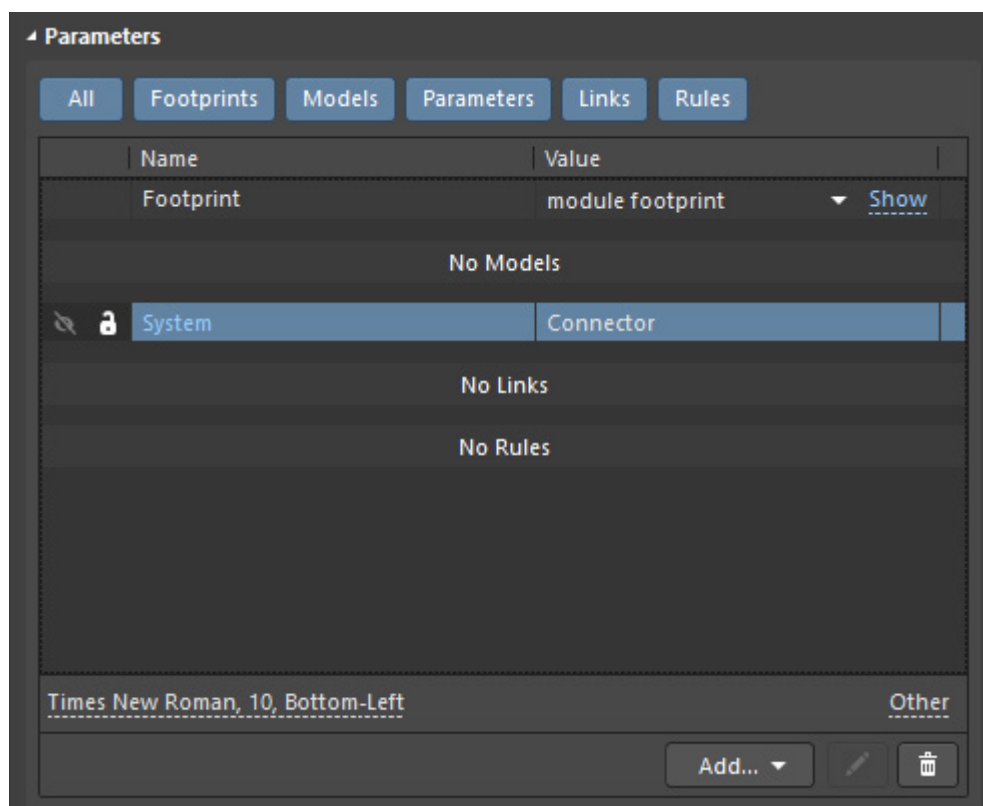 Parameters
All Footprints Models Parameters Links Rules
Name Value
Footprint module footprint Show
No Models
System Connector
No Links
No Rules
Times New Roman, 10, Bottom-Left Other
Add...